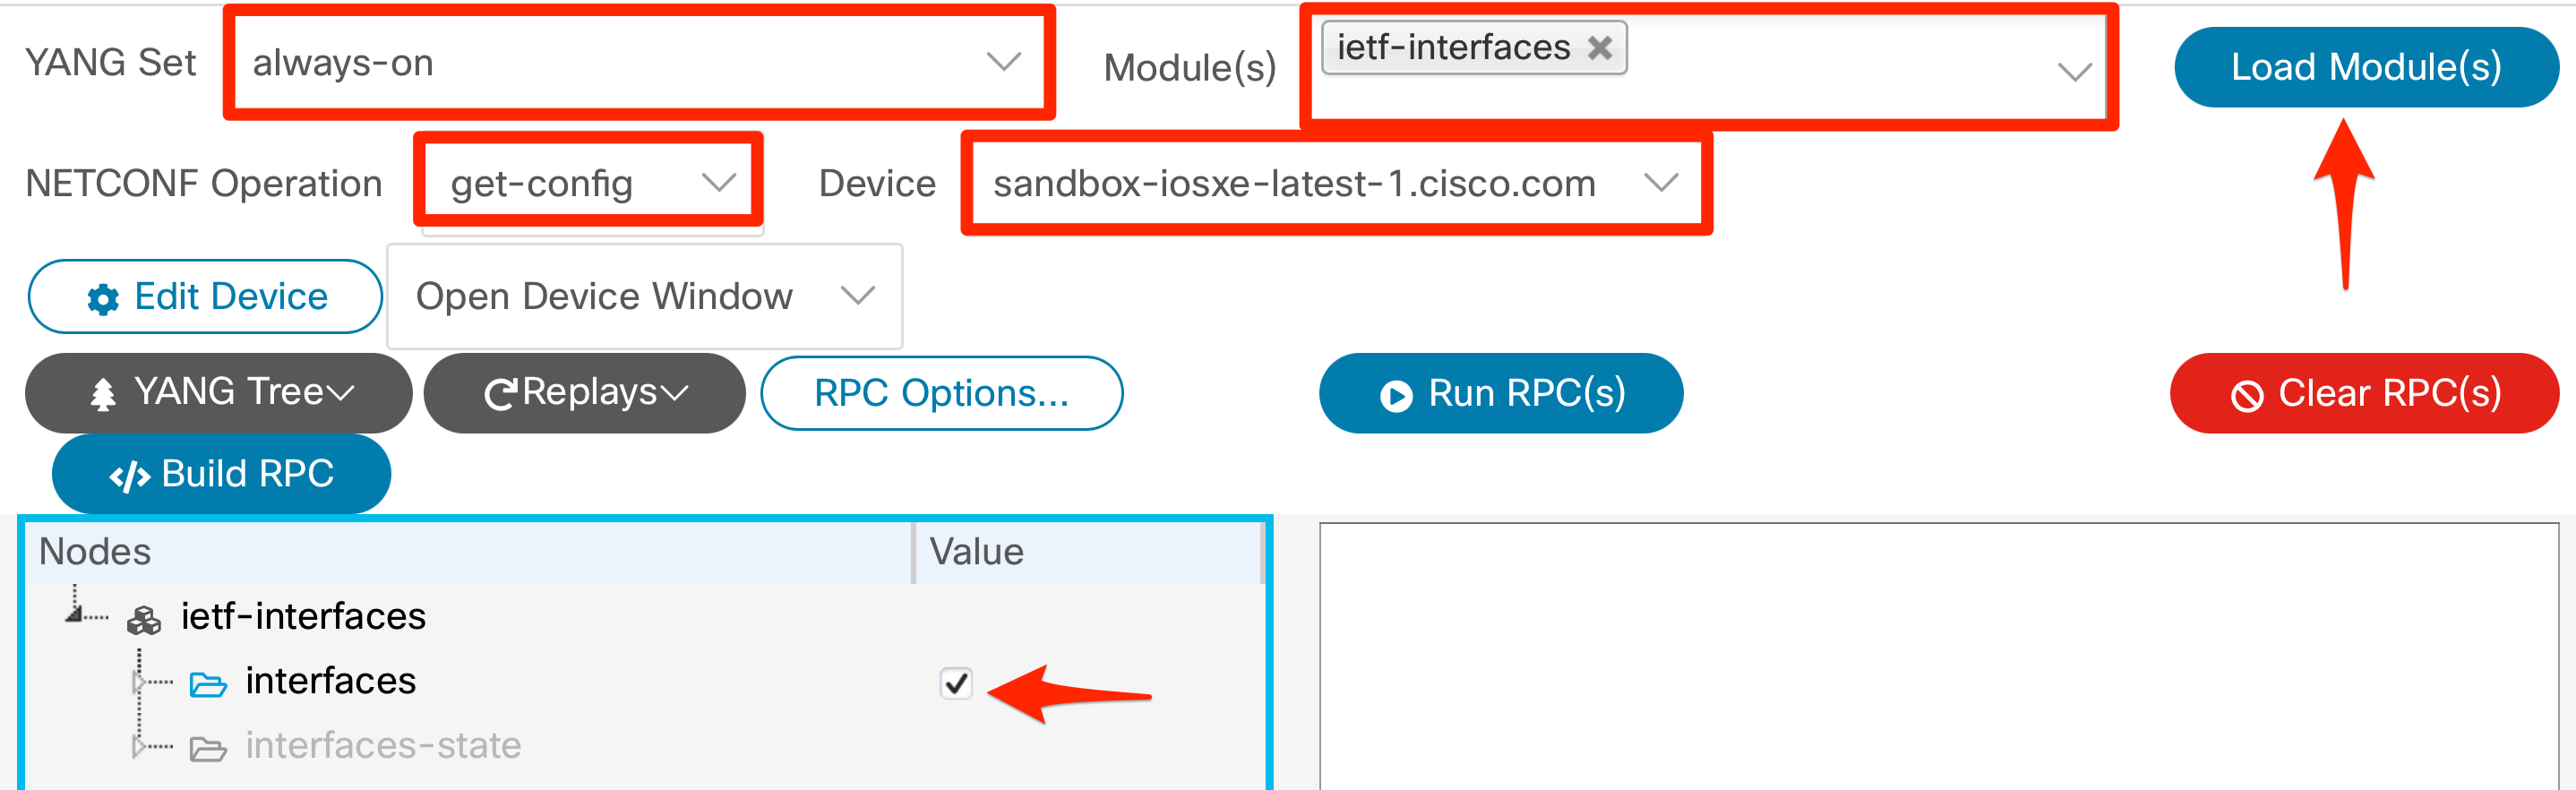 YANG Set always-on Module(s) ietf-interfaces Load Module(s)
NETCONF Operation get-config Device sandbox-iosxe-latest-1.cisco.com
Edit Device Open Device Window
YANG Tree Replays RPC Options... Run RPC(s) Clear RPC(s)
</> Build RPC
Nodes Value
ietf-interfaces
interfaces
interfaces-state